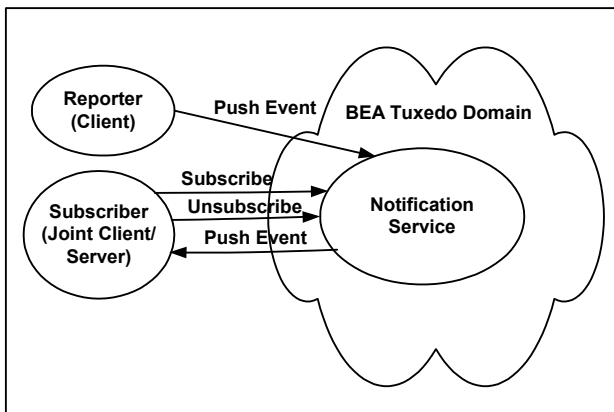 Reporter
(Client)
Push Event
BEA Tuxedo Domain
Subscribe
Unsubscribe
Push Event
Subscriber
(Joint Client/
Server)
Notification
Service